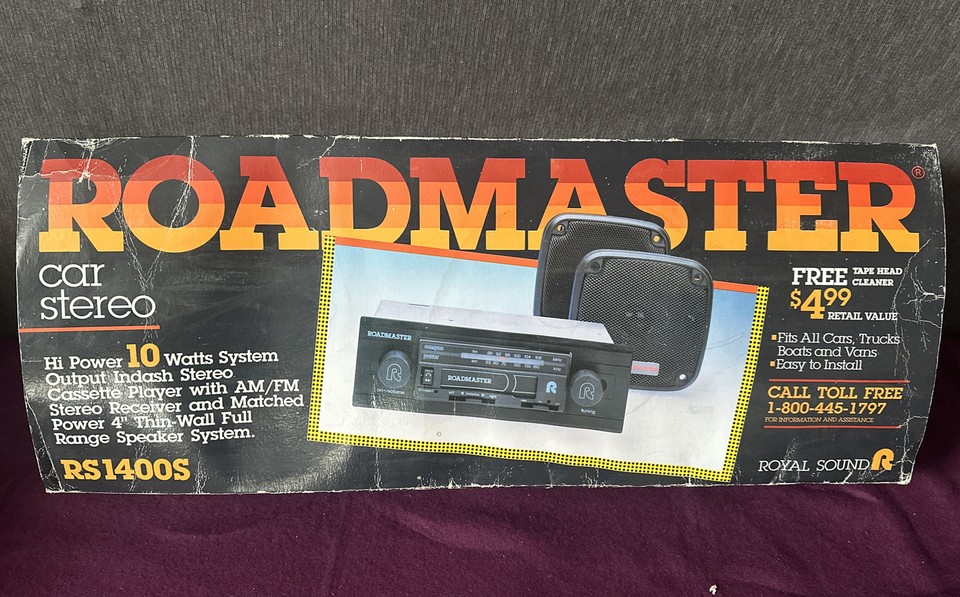 ROADMASTER®
car
stereo
Hi Power 10 Watts System
Output Indash Stereo
Cassette Player with AM/FM
Stereo Receiver and Matched
Power 4" Thin-Wall Full
Range Speaker System.
RS1400S
ROADMASTER
ROADMASTER
R
R
R
tuning
FREE TAPE HEAD
CLEANER
$4.99
RETAIL VALUE
Fits All Cars, Trucks
Boats and Vans
Easy to Install
CALL TOLL FREE
1-800-445-1797
FOR INFORMATION AND ASSISTANCE
ROYAL SOUND R